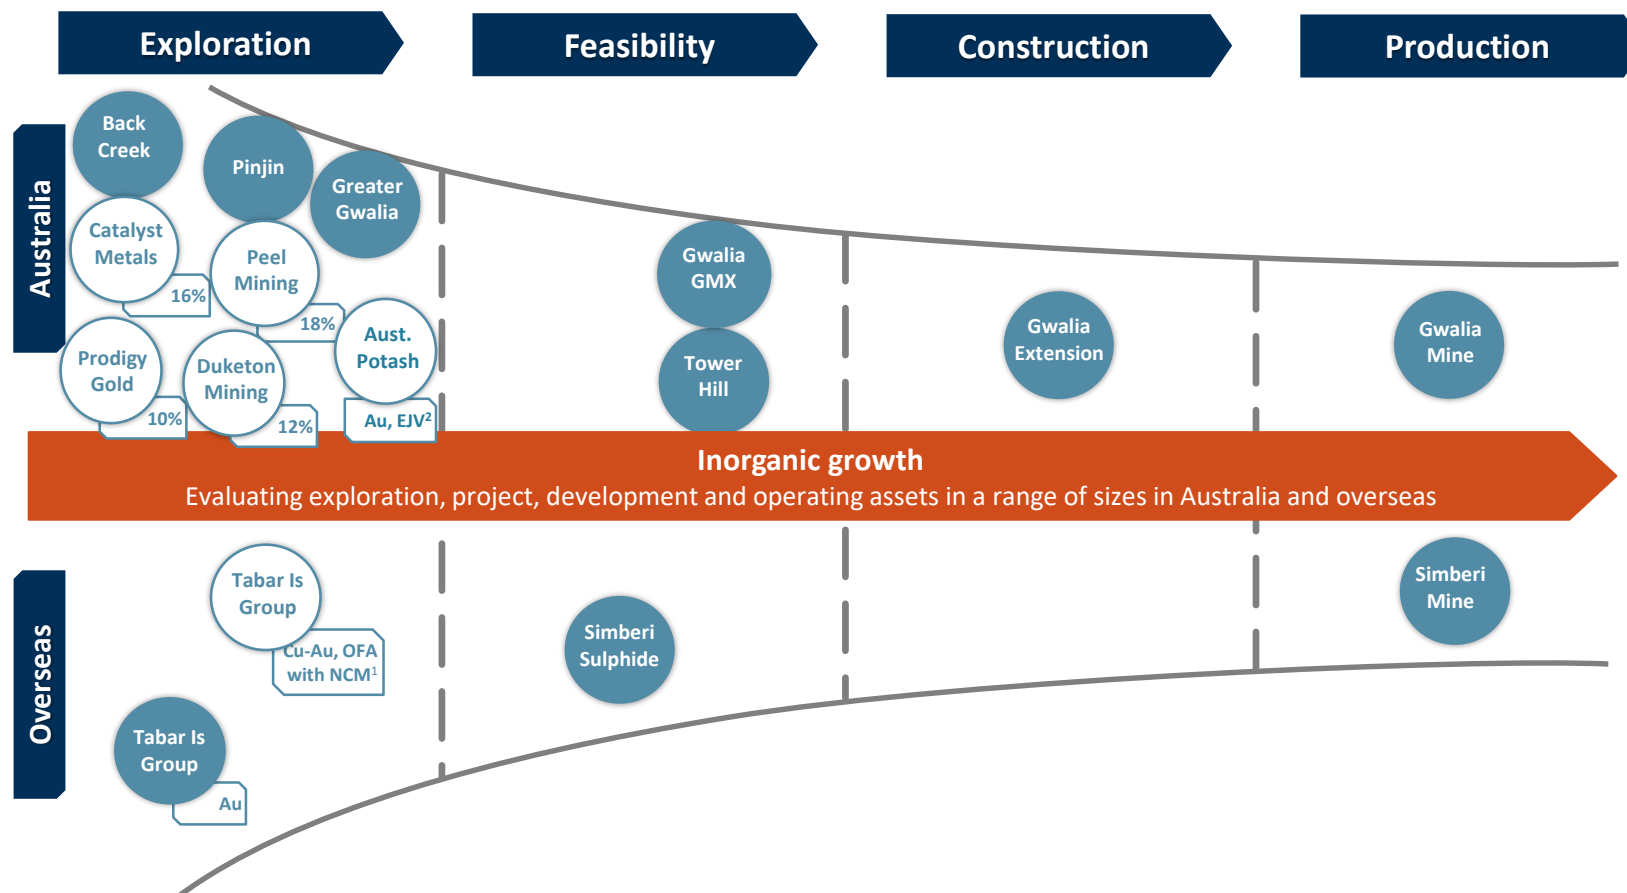 Exploration
Feasibility
Construction
Production
Australia
Back
Creek
Pinjin
Greater
Gwalia
Catalyst
Metals
16%
Peel
Mining
18%
Aust.
Potash
Au, EJV²
Prodigy
Gold
10%
Duketon
Mining
12%
Gwalia
GMX
Tower
Hill
Gwalia
Extension
Gwalia
Mine
Inorganic growth
Evaluating exploration, project, development and operating assets in a range of sizes in Australia and overseas
Overseas
Tabar Is
Group
Cu-Au, OFA
with NCM¹
Tabar Is
Group
Au
Simberi
Sulphide
Simberi
Mine